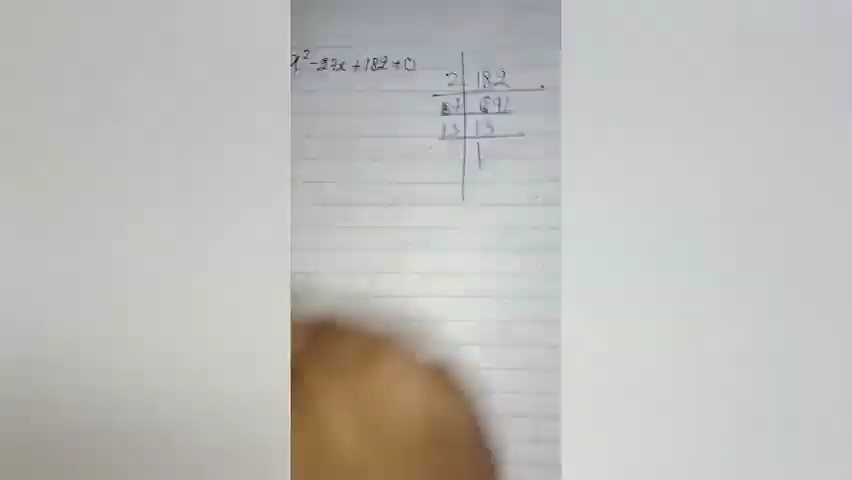 x² - 27x + 182 = 0
2 182
7 91
13 13
1